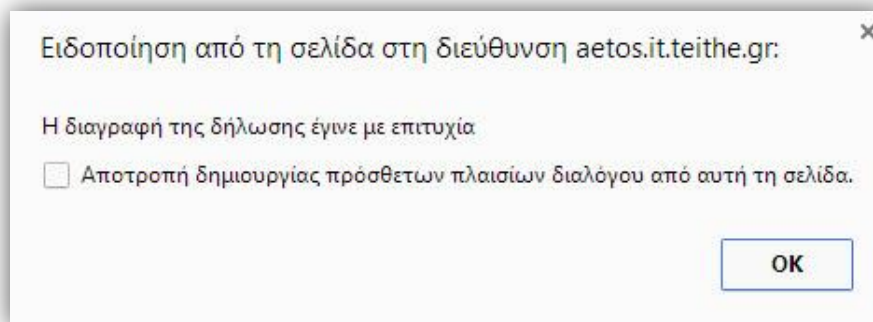 Ειδοποίηση από τη σελίδα στη διεύθυνση aetos.it.teithe.gr:
Η διαγραφή της δήλωσης έγινε με επιτυχία
Αποτροπή δημιουργίας πρόσθετων πλαισίων διαλόγου από αυτή τη σελίδα.
OK